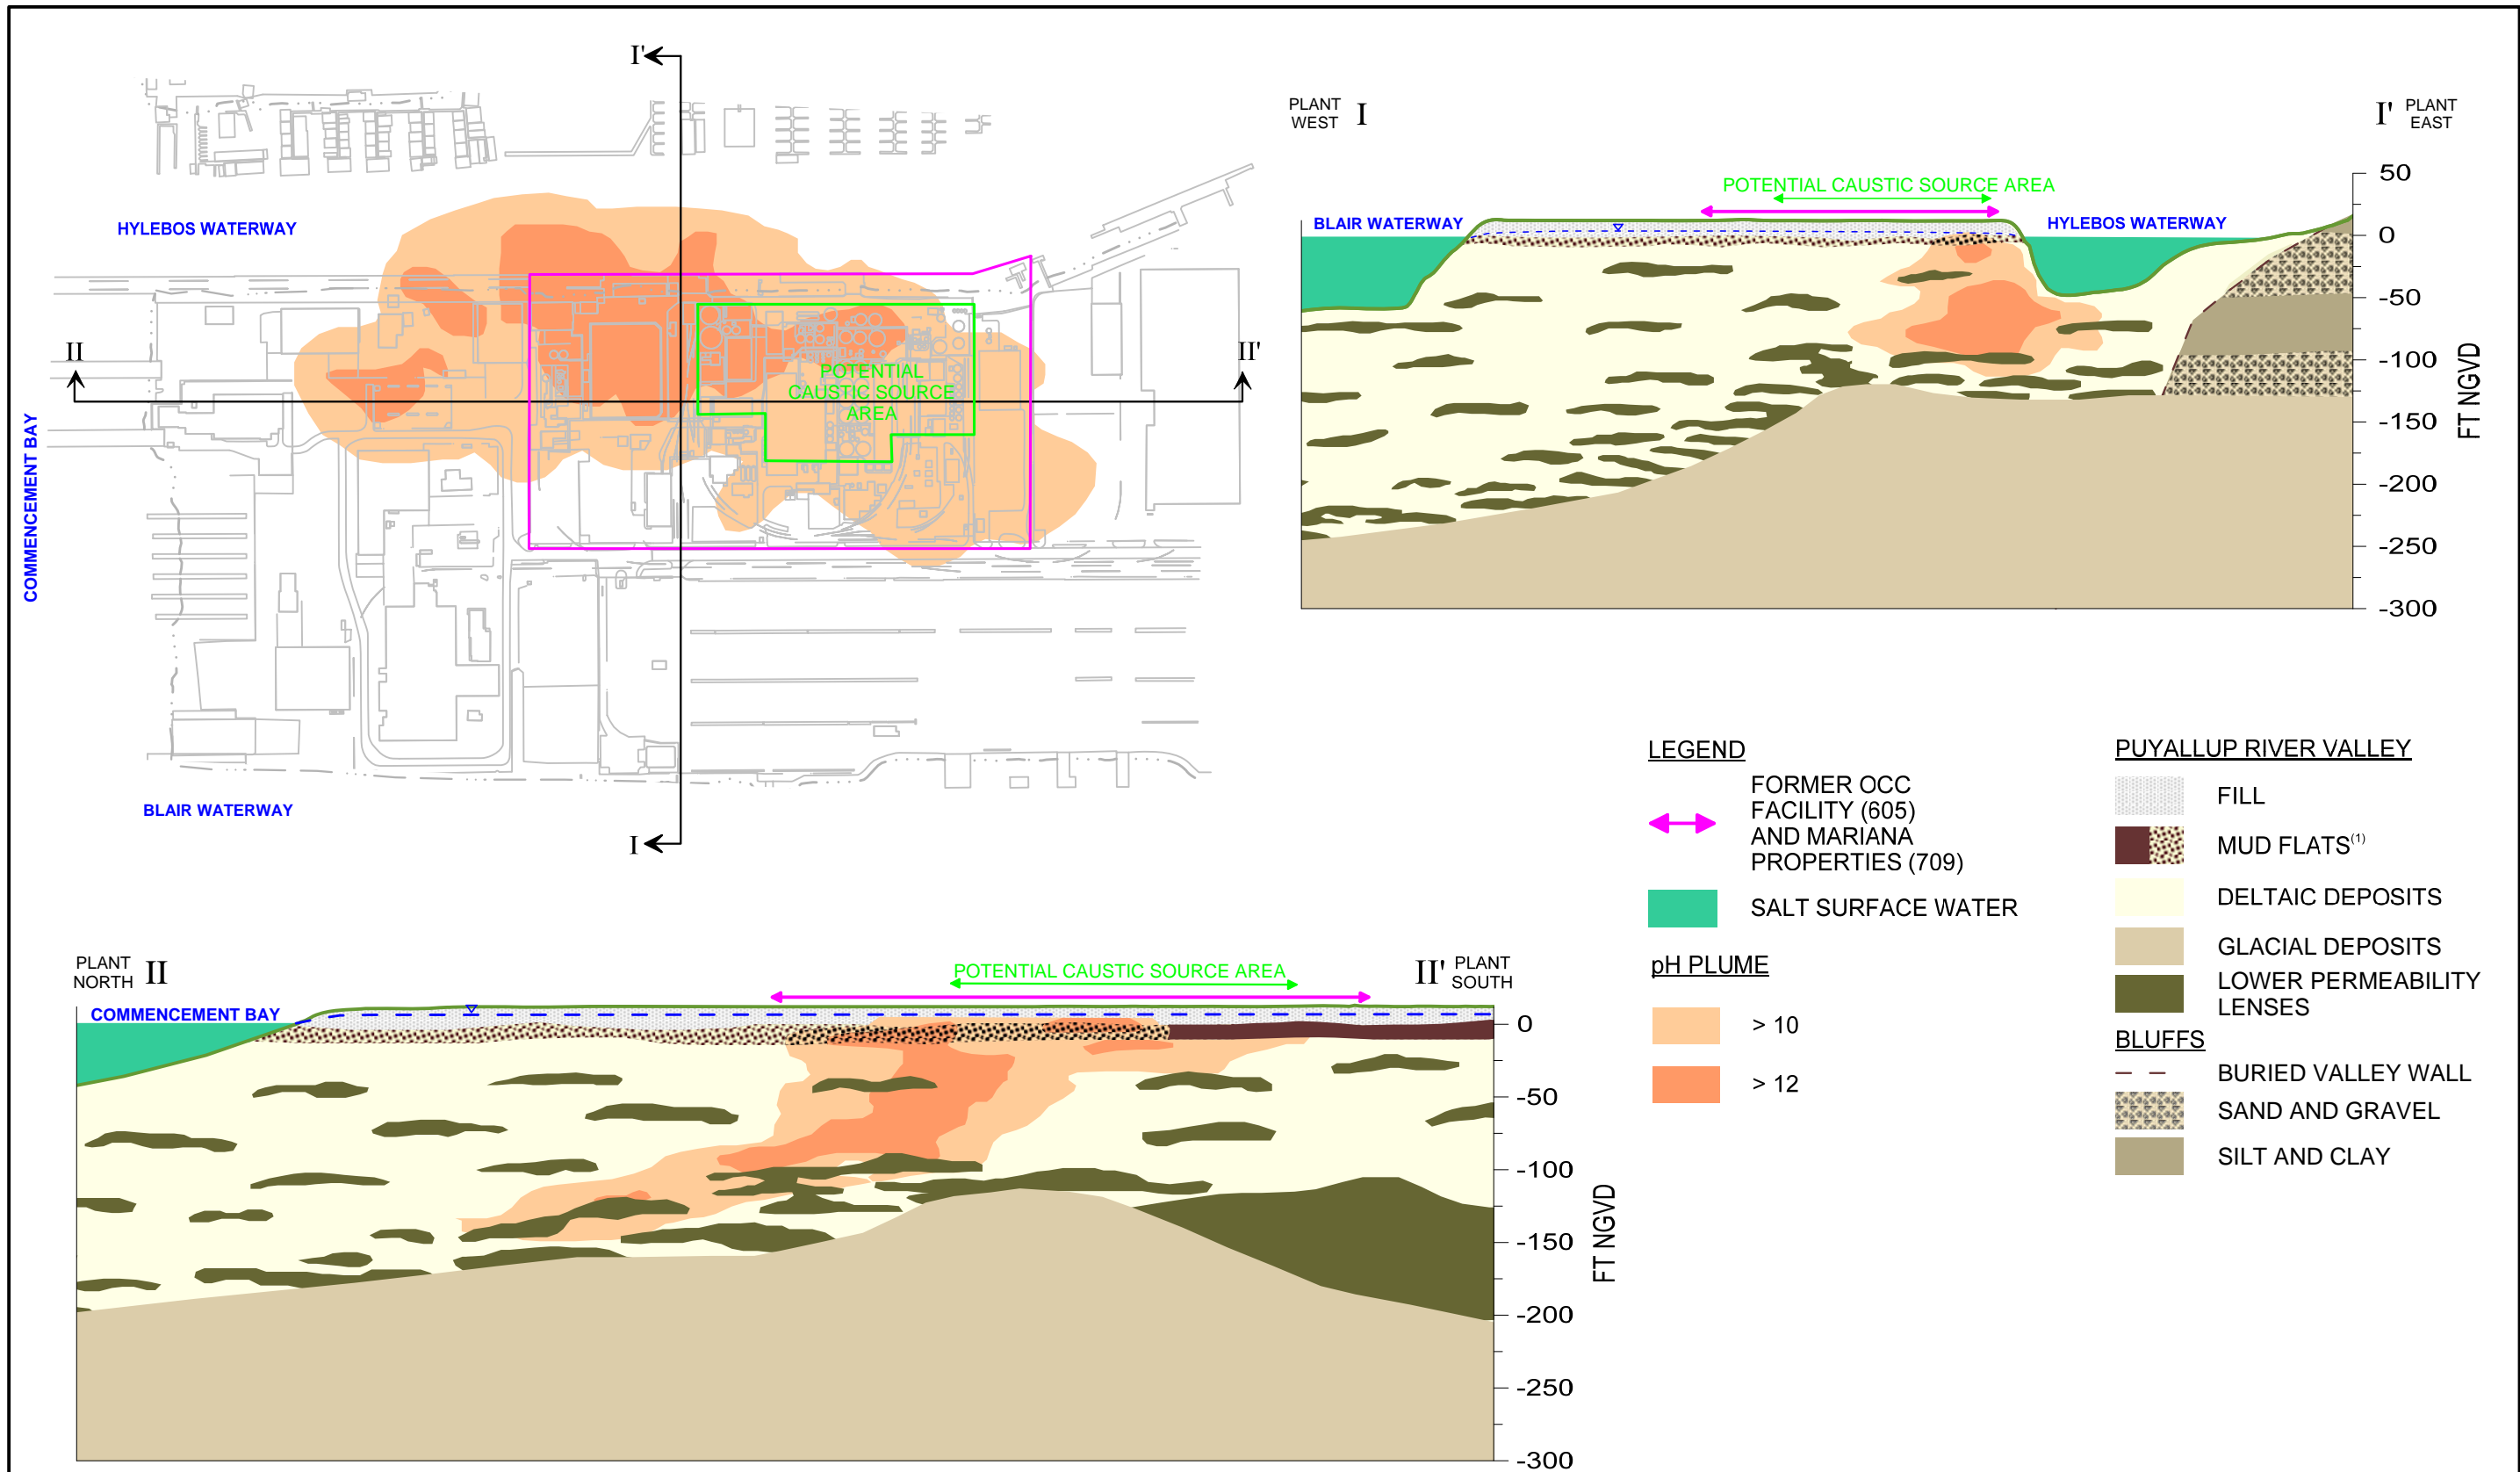 I'
HYLEBOS WATERWAY
II
II'
POTENTIAL
CAUSTIC SOURCE
AREA
COMMENCEMENT BAY
BLAIR WATERWAY
I
PLANT
WEST
I
I'
PLANT
EAST
POTENTIAL CAUSTIC SOURCE AREA
BLAIR WATERWAY
HYLEBOS WATERWAY
50
0
-50
-100
-150
-200
-250
-300
FT NGVD
LEGEND
FORMER OCC
FACILITY (605)
AND MARIANA
PROPERTIES (709)
SALT SURFACE WATER
pH PLUME
> 10
> 12
PUYALLUP RIVER VALLEY
FILL
MUD FLATS(1)
DELTAIC DEPOSITS
GLACIAL DEPOSITS
LOWER PERMEABILITY
LENSES
BLUFFS
BURIED VALLEY WALL
SAND AND GRAVEL
SILT AND CLAY
PLANT
NORTH
II
II'
PLANT
SOUTH
POTENTIAL CAUSTIC SOURCE AREA
COMMENCEMENT BAY
0
-50
-100
-150
-200
-250
-300
FT NGVD